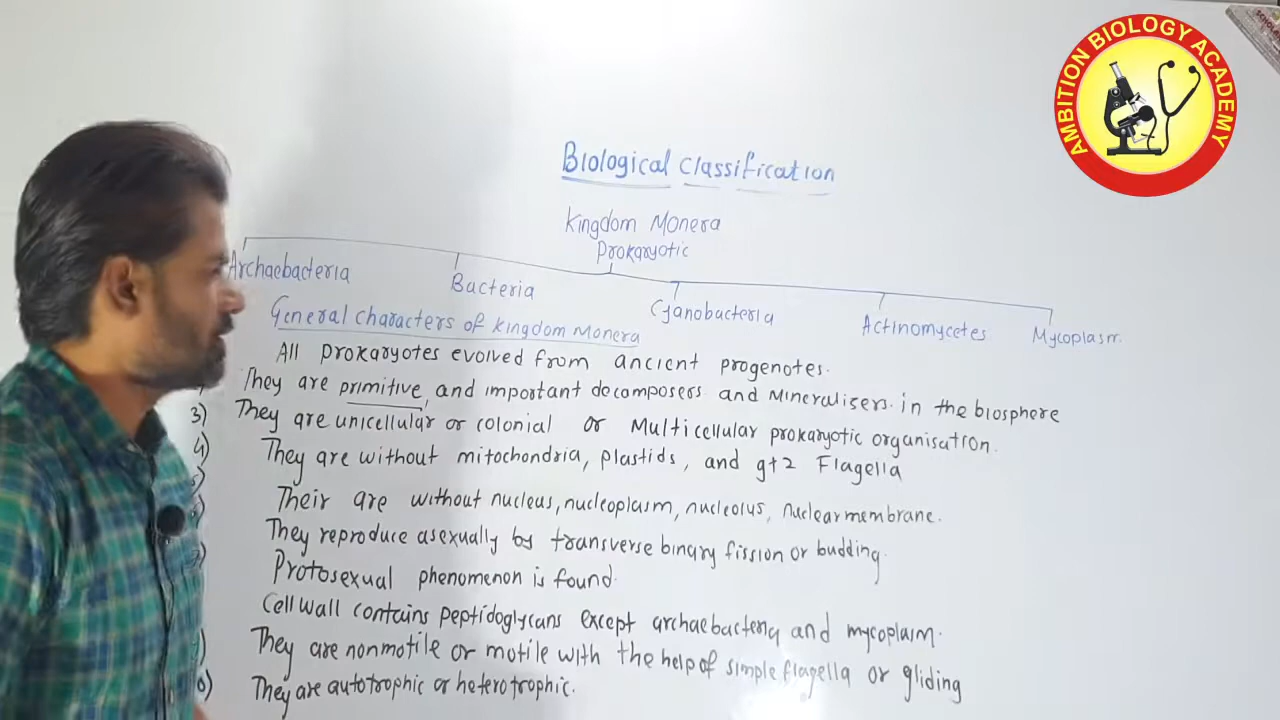 AMBITION BIOLOGY ACADEMY
Biological Classification
Kingdom Monera
Prokaryotic
Archaebacteria
Bacteria
Cyanobacteria
Actinomycetes
Mycoplasm.
General characters of kingdom Monera
All prokaryotes evolved from ancient progenotes.
They are primitive, and important decomposers and Mineralisers. in the biosphere
3) They are unicellular or colonial or Multicellular prokaryotic organisation.
4) They are without mitochondria, plastids, and 9+2 Flagella
Their are without nucleus, nucleoplasm, nucleolus, nuclear membrane.
They reproduce asexually by transverse binary fission or budding.
Protosexual phenomenon is found.
Cell wall contains peptidoglycans except archaebacteria and mycoplasm.
They are nonmotile or motile with the help of simple flagella or gliding
They are autotrophic or heterotrophic.